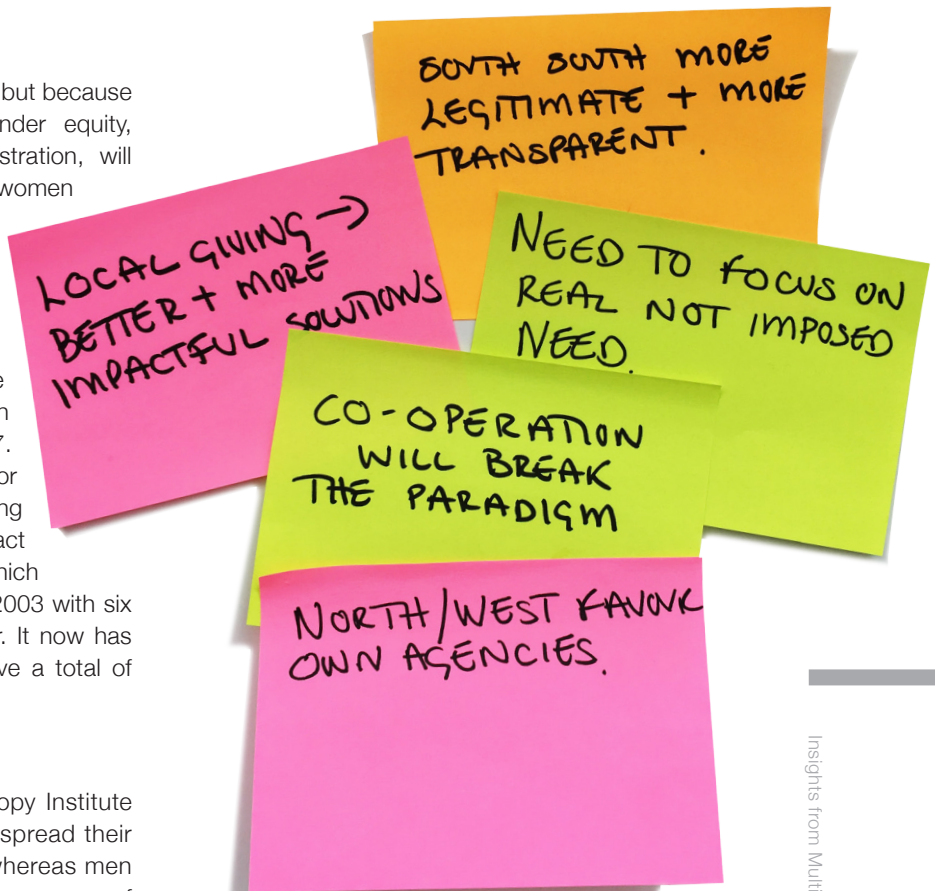 but because
nder equity,
stration, will
women
e
n
7.
or
ng
act
hich
2003 with six
r. It now has
ve a total of
opy Institute
spread their
whereas men
SOUTH SOUTH MORE
LEGITIMATE + MORE
TRANSPARENT.
LOCAL GIVING →
BETTER + MORE
IMPACTFUL SOLUTIONS
NEED TO FOCUS ON
REAL NOT IMPOSED
NEED.
CO-OPERATION
WILL BREAK
THE PARADIGM
NORTH/WEST FAVOUR
OWN AGENCIES.
Insights from Multi